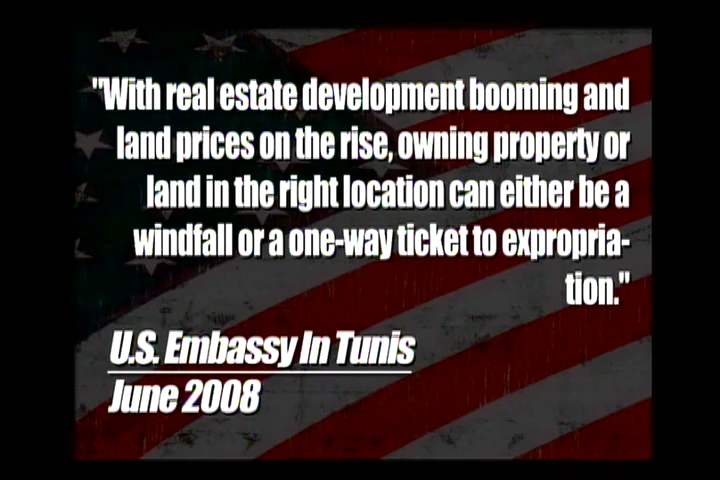 "With real estate development booming and
land prices on the rise, owning property or
land in the right location can either be a
windfall or a one-way ticket to expropria-
tion."
U.S. Embassy In Tunis
June 2008